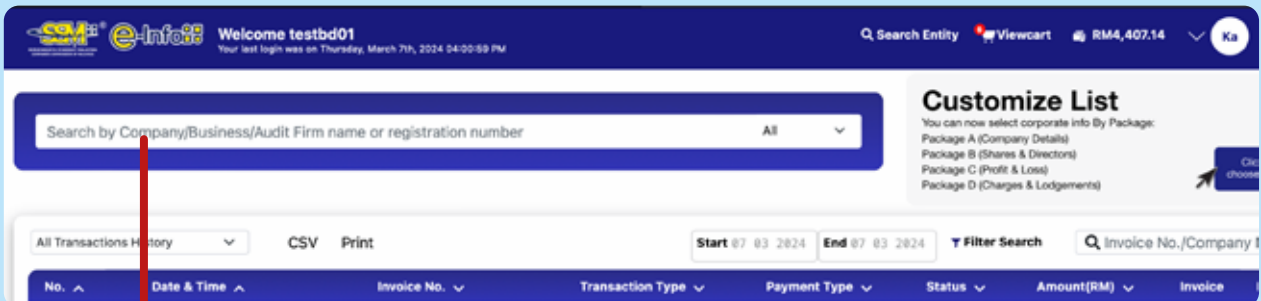 SSM e-Info
Welcome testbd01
Your last login was on Thursday, March 7th, 2024 04:00:59 PM
Search Entity
Viewcart
RM4,407.14
Ka
Search by Company/Business/Audit Firm name or registration number
All
Customize List
You can now select corporate info By Package:
Package A (Company Details)
Package B (Shares & Directors)
Package C (Profit & Loss)
Package D (Charges & Lodgements)
choose
All Transactions History
CSV
Print
Start 07 03 2024
End 07 03 2024
Filter Search
Invoice No./Company
No.
Date & Time
Invoice No.
Transaction Type
Payment Type
Status
Amount(RM)
Invoice